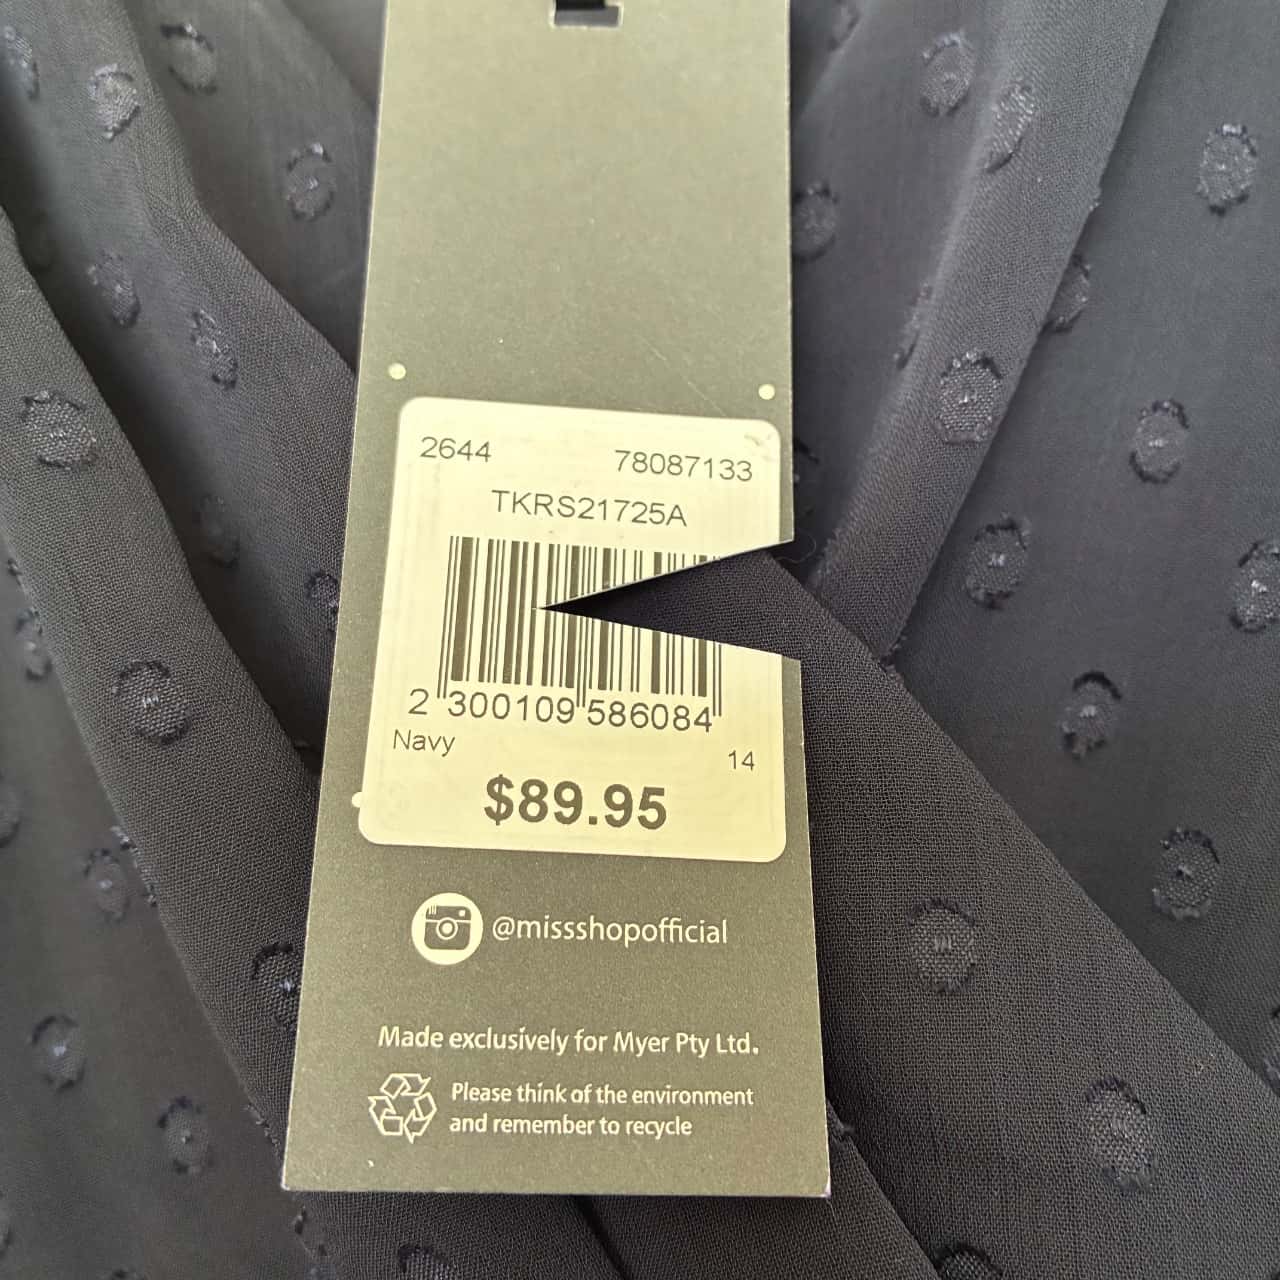 2644 78087133
TKRS21725A
2 300109 586084
Navy 14
$89.95
@missshopofficial
Made exclusively for Myer Pty Ltd.
Please think of the environment
and remember to recycle